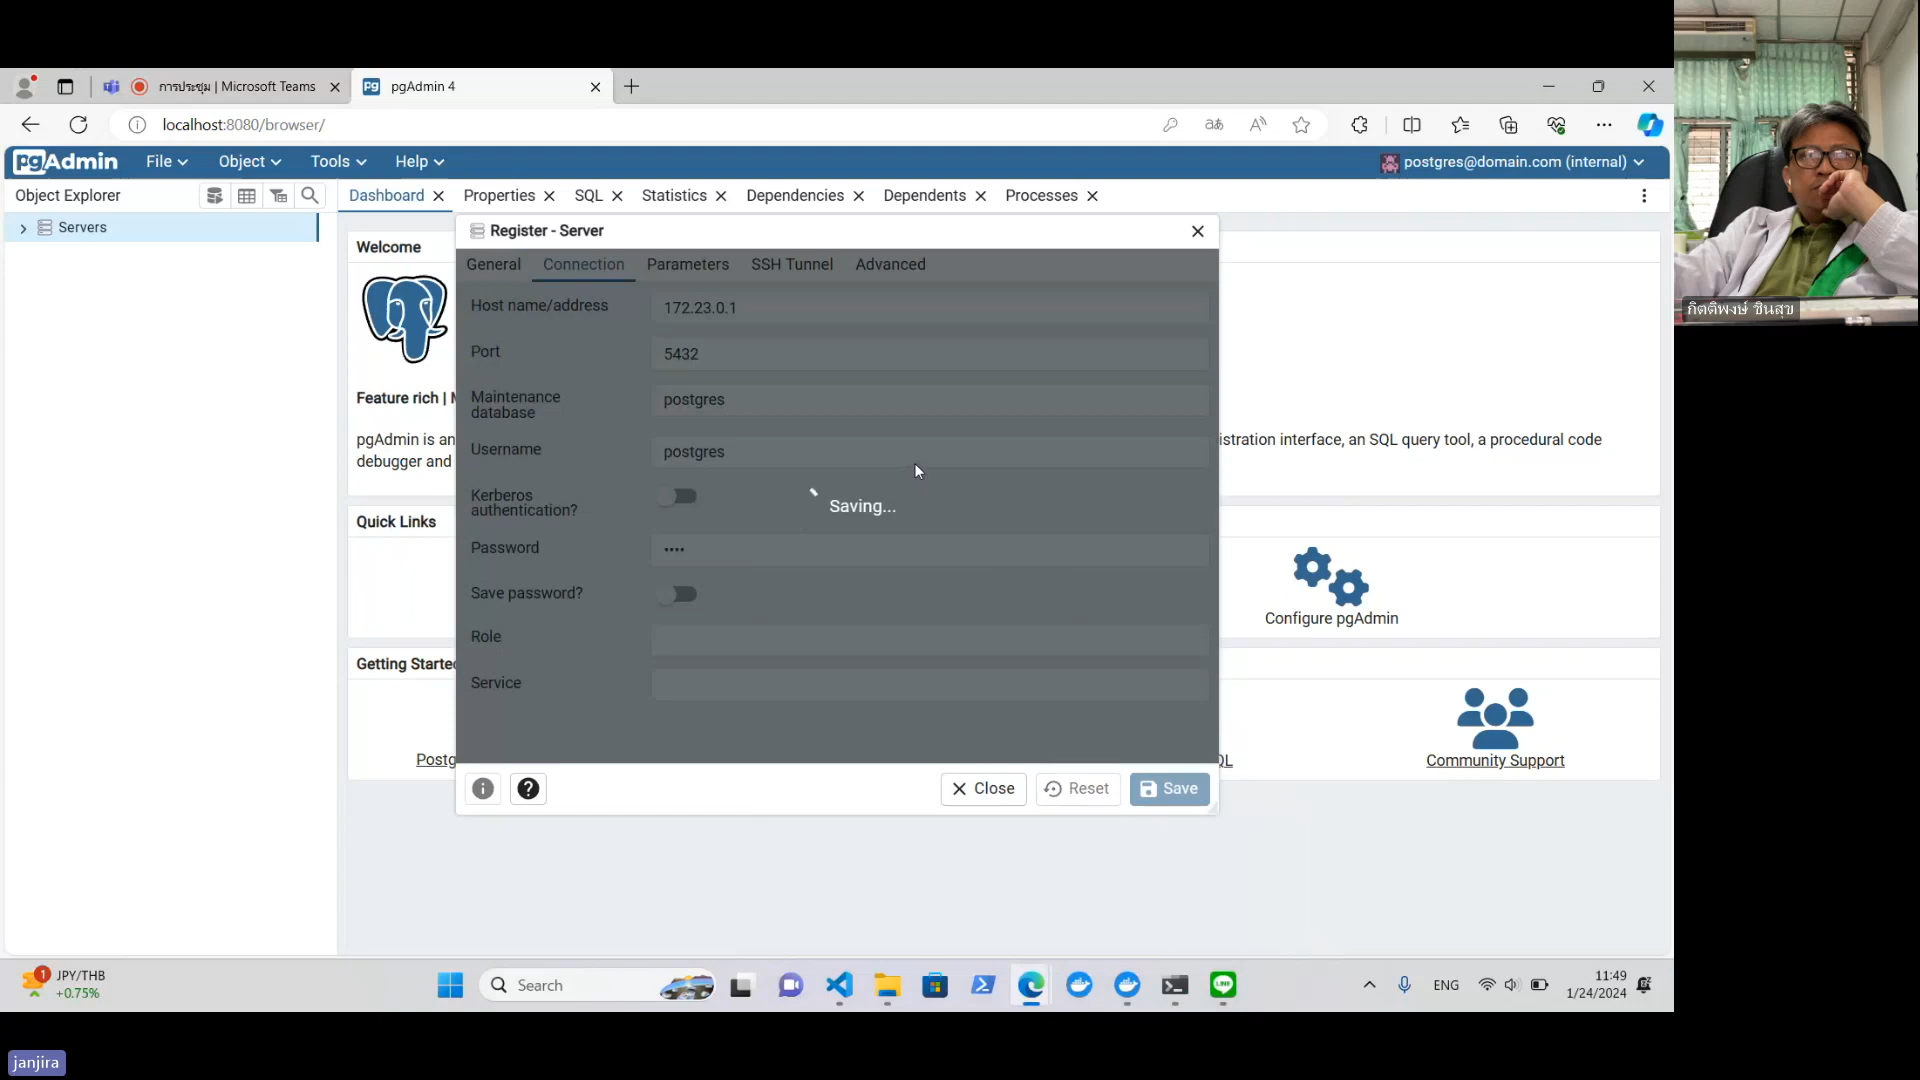 การประชุม | Microsoft Teams
pgAdmin 4
localhost:8080/browser/
pgAdmin File Object Tools Help postgres@domain.com (internal)
Object Explorer
Dashboard Properties SQL Statistics Dependencies Dependents Processes
Servers
Welcome
Register - Server
General Connection Parameters SSH Tunnel Advanced
Host name/address 172.23.0.1
Port 5432
Maintenance database postgres
Username postgres
Kerberos authentication?
Saving...
Password ••••
Save password?
Role
Service
Close Reset Save
Feature rich |
pgAdmin is an
istration interface, an SQL query tool, a procedural code
debugger and
Quick Links
Configure pgAdmin
Getting Starte
Postg
QL
Community Support
กิตติพงษ์ ชินสุข
1
JPY/THB
+0.75%
Search
LINE
ENG
11:49
1/24/2024
janjira